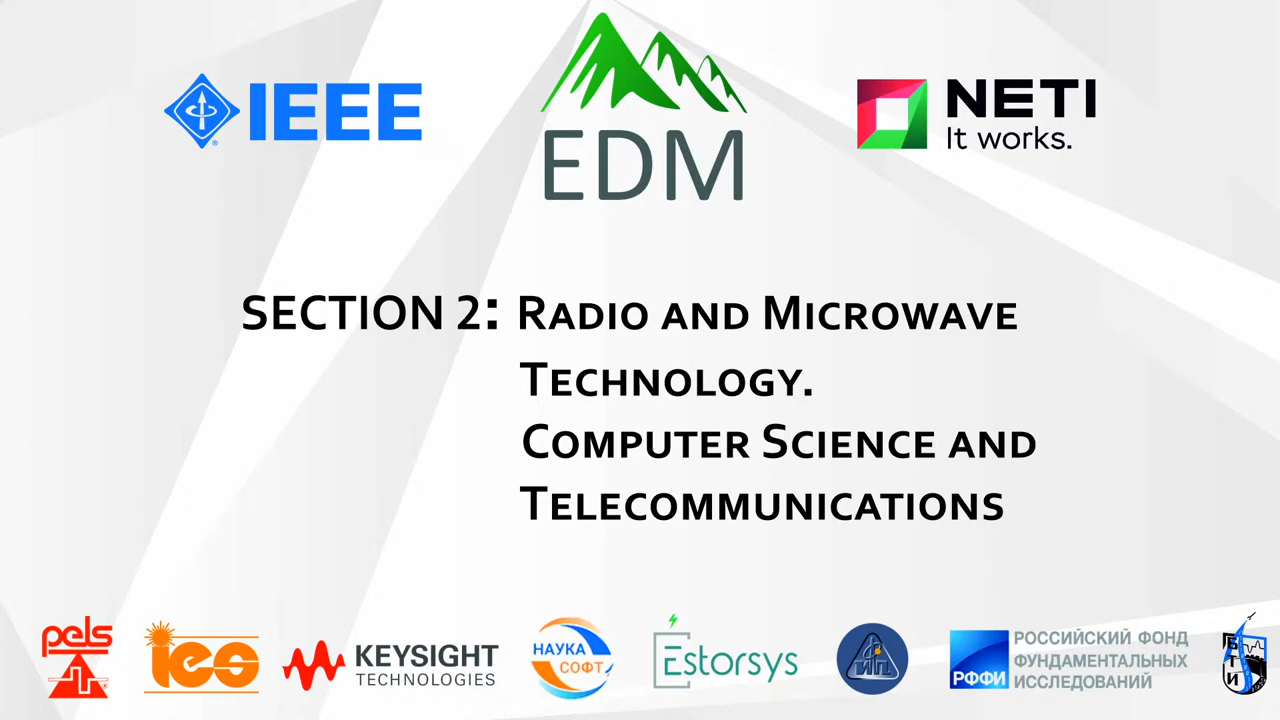 IEEE
EDM
NETI
It works.
SECTION 2: RADIO AND MICROWAVE
TECHNOLOGY.
COMPUTER SCIENCE AND
TELECOMMUNICATIONS
pels
ies
KEYSIGHT
TECHNOLOGIES
НАУКА
СОФТ
Estorsys
РФФИ
РОССИЙСКИЙ ФОНД
ФУНДАМЕНТАЛЬНЫХ
ИССЛЕДОВАНИЙ
Б
Т
И